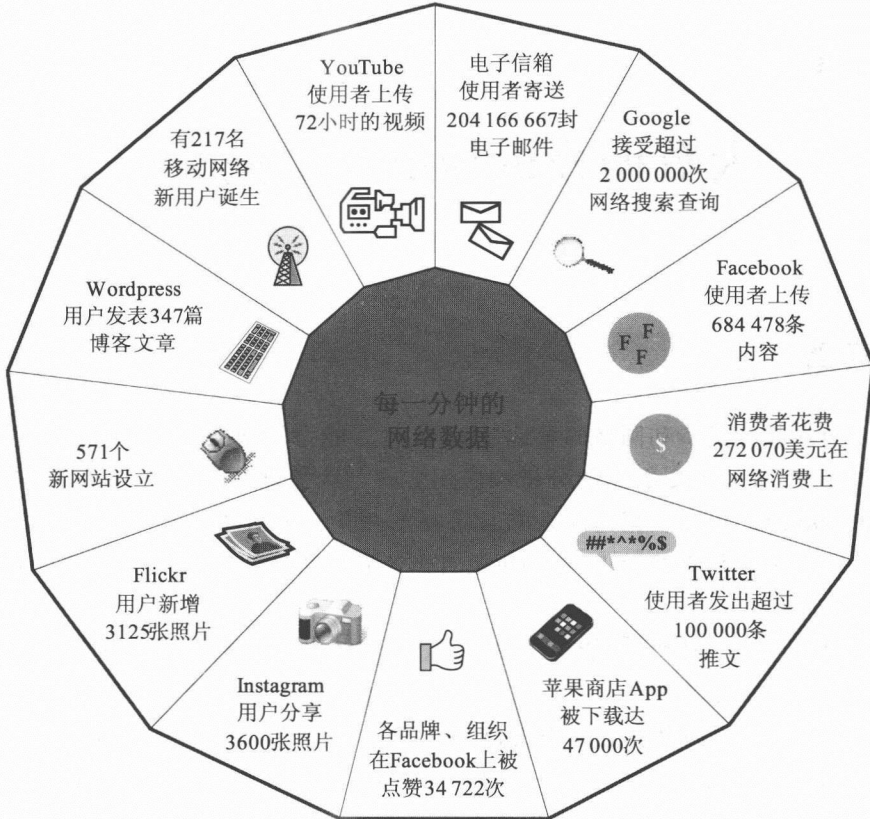 每一分钟的
网络数据
YouTube
使用者上传
72小时的视频
电子信箱
使用者寄送
204 166 667封
电子邮件
Google
接受超过
2 000 000次
网络搜索查询
Facebook
使用者上传
684 478条
内容
F F
F
消费者花费
272 070美元在
网络消费上
S
##*^*%$
Twitter
使用者发出超过
100 000条
推文
苹果商店App
被下载达
47 000次
各品牌、组织
在Facebook上被
点赞34 722次
Instagram
用户分享
3600张照片
Flickr
用户新增
3125张照片
571个
新网站设立
Wordpress
用户发表347篇
博客文章
有217名
移动网络
新用户诞生